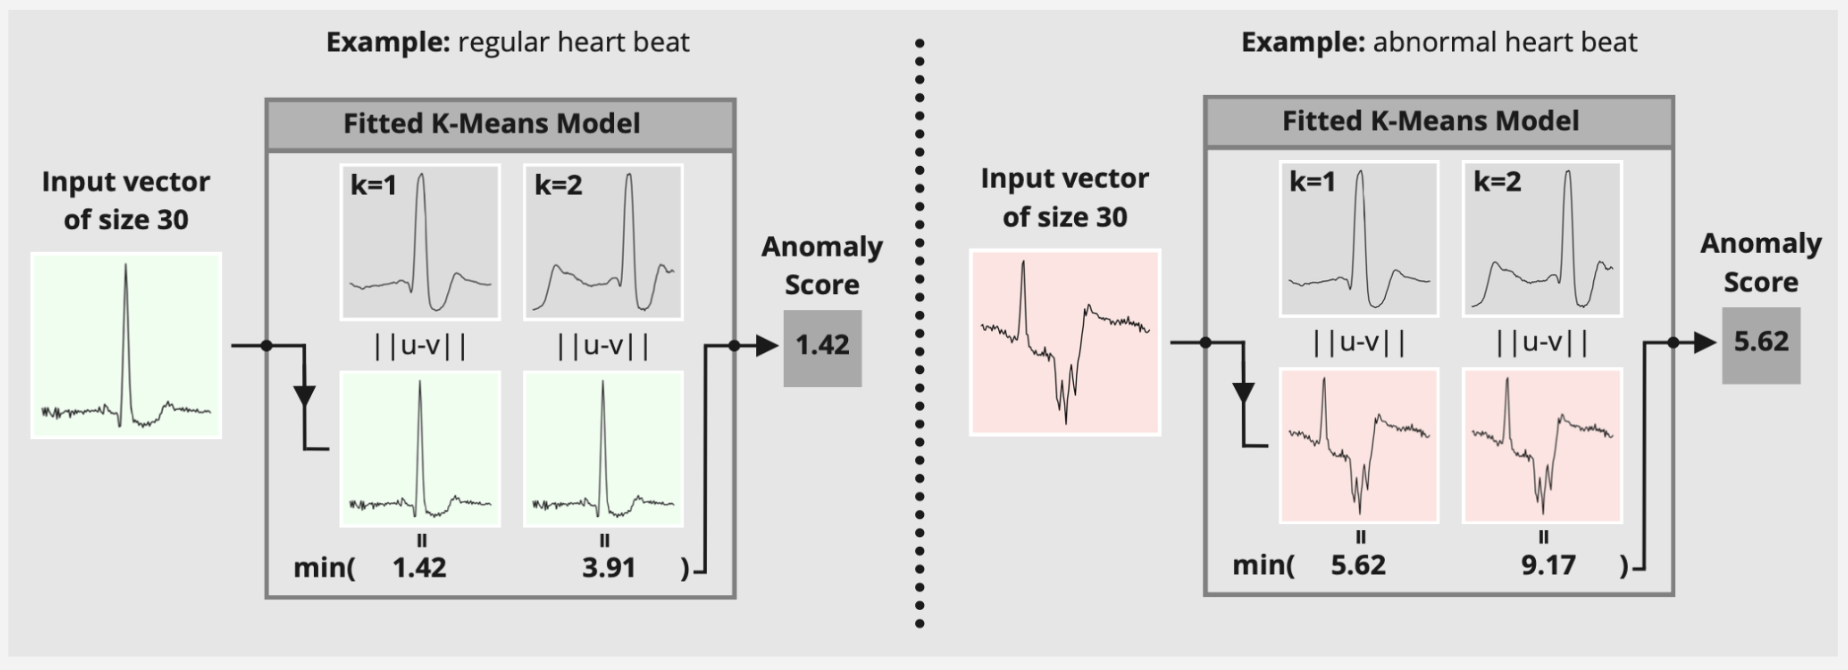 Example: regular heart beat
Fitted K-Means Model
Input vector
of size 30
k=1
k=2
||u-v||
||u-v||
=
=
min( 1.42 3.91 )
Anomaly
Score
1.42
Example: abnormal heart beat
Fitted K-Means Model
Input vector
of size 30
k=1
k=2
||u-v||
||u-v||
=
=
min( 5.62 9.17 )
Anomaly
Score
5.62